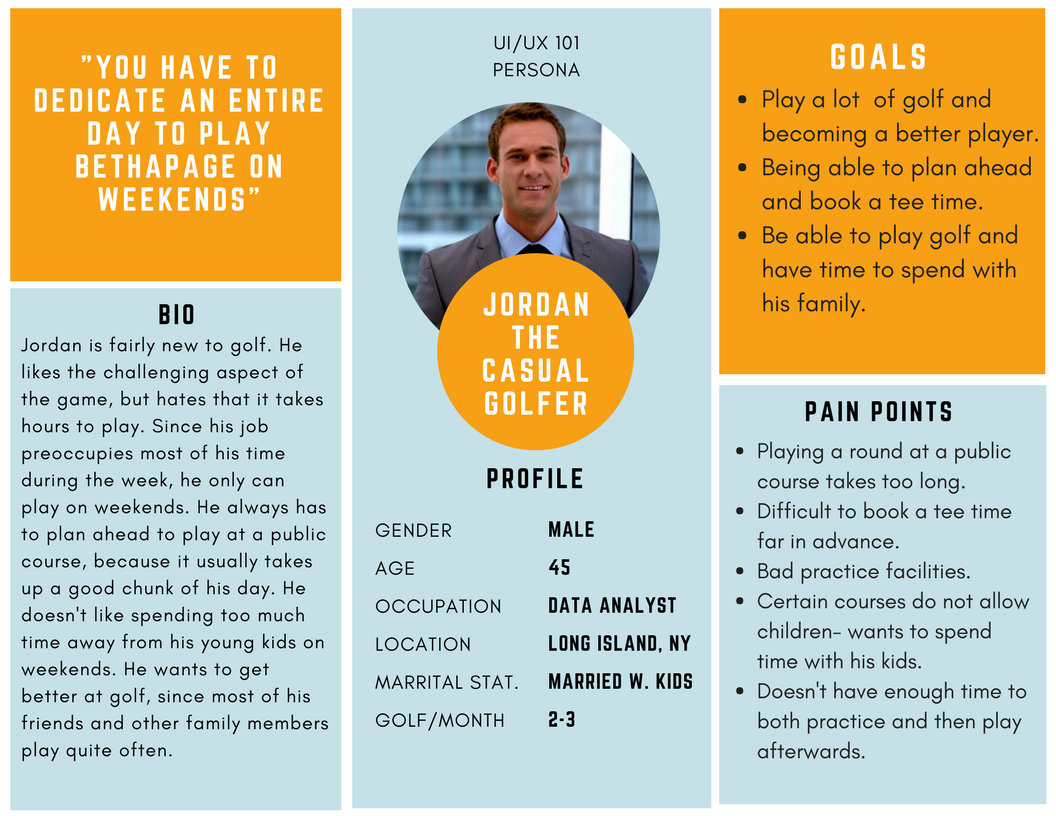 "YOU HAVE TO
DEDICATE AN ENTIRE
DAY TO PLAY
BETHAPAGE ON
WEEKENDS"
BIO
Jordan is fairly new to golf. He
likes the challenging aspect of
the game, but hates that it takes
hours to play. Since his job
preoccupies most of his time
during the week, he only can
play on weekends. He always has
to plan ahead to play at a public
course, because it usually takes
up a good chunk of his day. He
doesn't like spending too much
time away from his young kids on
weekends. He wants to get
better at golf, since most of his
friends and other family members
play quite often.
UI/UX 101
PERSONA
JORDAN
THE
CASUAL
GOLFER
PROFILE
GENDER MALE
AGE 45
OCCUPATION DATA ANALYST
LOCATION LONG ISLAND, NY
MARRITAL STAT. MARRIED W. KIDS
GOLF/MONTH 2-3
GOALS
• Play a lot of golf and
becoming a better player.
• Being able to plan ahead
and book a tee time.
• Be able to play golf and
have time to spend with
his family.
PAIN POINTS
• Playing a round at a public
course takes too long.
• Difficult to book a tee time
far in advance.
• Bad practice facilities.
• Certain courses do not allow
children- wants to spend
time with his kids.
• Doesn't have enough time to
both practice and then play
afterwards.